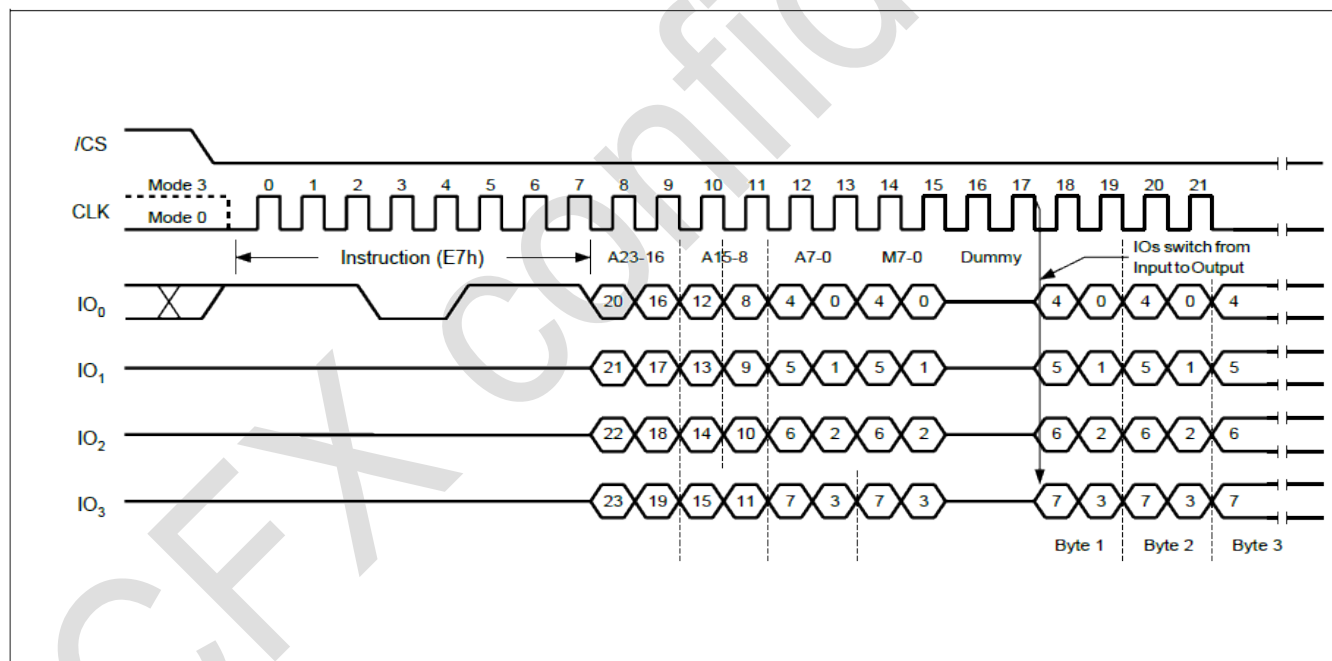 CFX confid
/CS
Mode 3 0 1 2 3 4 5 6 7 8 9 10 11 12 13 14 15 16 17 18 19 20 21
CLK
Mode 0
Instruction (E7h) A23-16 A15-8 A7-0 M7-0 Dummy
IOs switch from
Input to Output
IO0 20 16 12 8 4 0 4 0 4 0 4 0 4
IO1 21 17 13 9 5 1 5 1 5 1 5 1 5
IO2 22 18 14 10 6 2 6 2 6 2 6 2 6
IO3 23 19 15 11 7 3 7 3 7 3 7 3 7
Byte 1 Byte 2 Byte 3